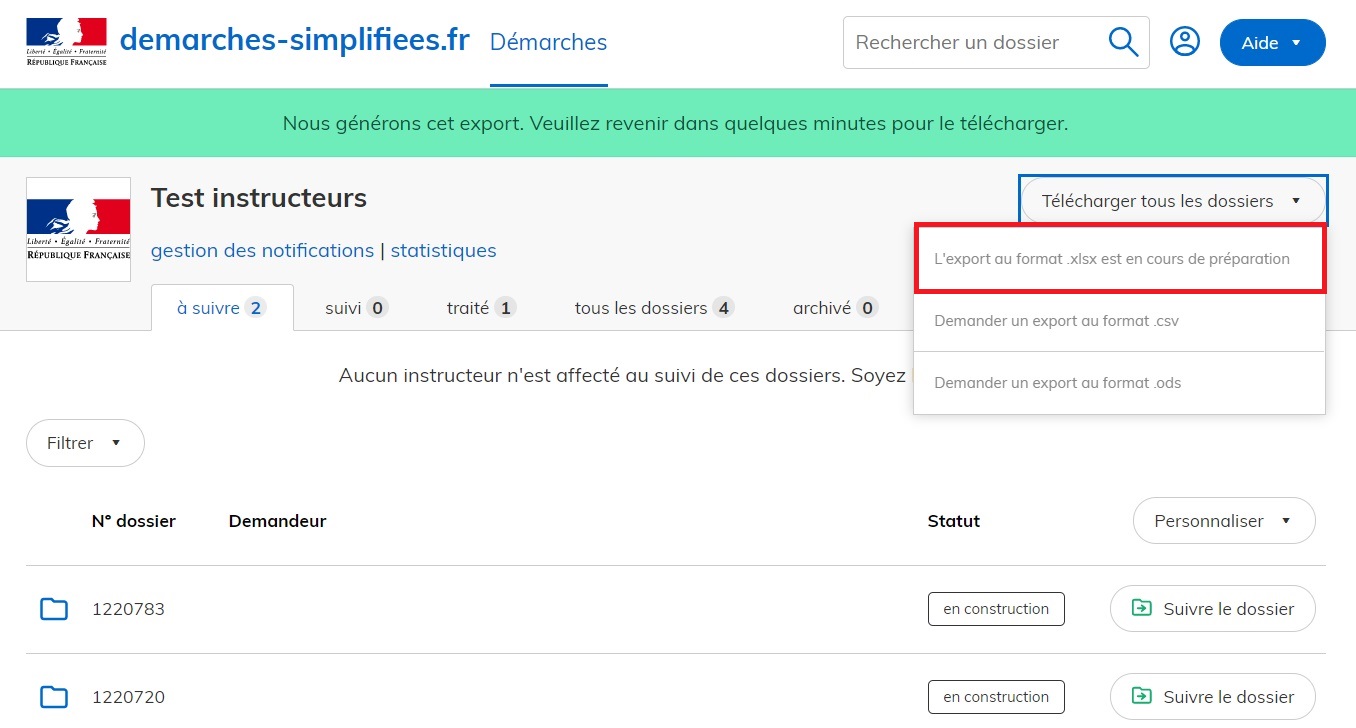 Liberté • Égalité • Fraternité
RÉPUBLIQUE FRANÇAISE
demarches-simplifiees.fr
Démarches
Rechercher un dossier
Aide
Nous générons cet export. Veuillez revenir dans quelques minutes pour le télécharger.
Liberté • Égalité • Fraternité
RÉPUBLIQUE FRANÇAISE
Test instructeurs
gestion des notifications | statistiques
Télécharger tous les dossiers
L'export au format .xlsx est en cours de préparation
Demander un export au format .csv
Demander un export au format .ods
à suivre 2
suivi 0
traité 1
tous les dossiers 4
archivé 0
Aucun instructeur n'est affecté au suivi de ces dossiers. Soyez
Filtrer
N° dossier
Demandeur
Statut
Personnaliser
1220783
en construction
Suivre le dossier
1220720
en construction
Suivre le dossier